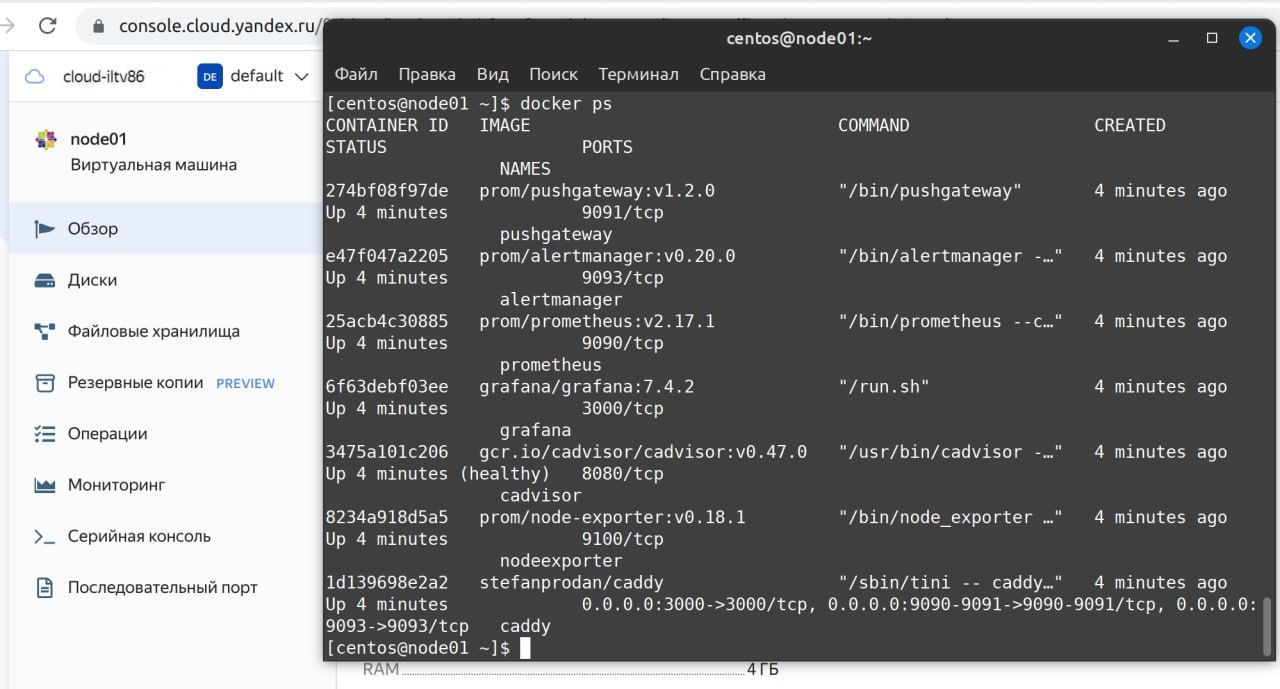 console.cloud.yandex.ru/
centos@node01:~
cloud-iltv86
DE default
Файл Правка Вид Поиск Терминал Справка
node01
Виртуальная машина
Обзор
Диски
Файловые хранилища
Резервные копии PREVIEW
Операции
Мониторинг
Серийная консоль
Последовательный порт
[centos@node01 ~]$ docker ps
CONTAINER ID IMAGE COMMAND CREATED
STATUS PORTS
NAMES
274bf08f97de prom/pushgateway:v1.2.0 "/bin/pushgateway" 4 minutes ago
Up 4 minutes 9091/tcp
pushgateway
e47f047a2205 prom/alertmanager:v0.20.0 "/bin/alertmanager -…" 4 minutes ago
Up 4 minutes 9093/tcp
alertmanager
25acb4c30885 prom/prometheus:v2.17.1 "/bin/prometheus --c…" 4 minutes ago
Up 4 minutes 9090/tcp
prometheus
6f63debf03ee grafana/grafana:7.4.2 "/run.sh" 4 minutes ago
Up 4 minutes 3000/tcp
grafana
3475a101c206 gcr.io/cadvisor/cadvisor:v0.47.0 "/usr/bin/cadvisor -…" 4 minutes ago
Up 4 minutes (healthy) 8080/tcp
cadvisor
8234a918d5a5 prom/node-exporter:v0.18.1 "/bin/node_exporter …" 4 minutes ago
Up 4 minutes 9100/tcp
nodeexporter
1d139698e2a2 stefanprodan/caddy "/sbin/tini -- caddy…" 4 minutes ago
Up 4 minutes 0.0.0.0:3000->3000/tcp, 0.0.0.0:9090-9091->9090-9091/tcp, 0.0.0.0:
9093->9093/tcp caddy
[centos@node01 ~]$
RAM 4 ГБ